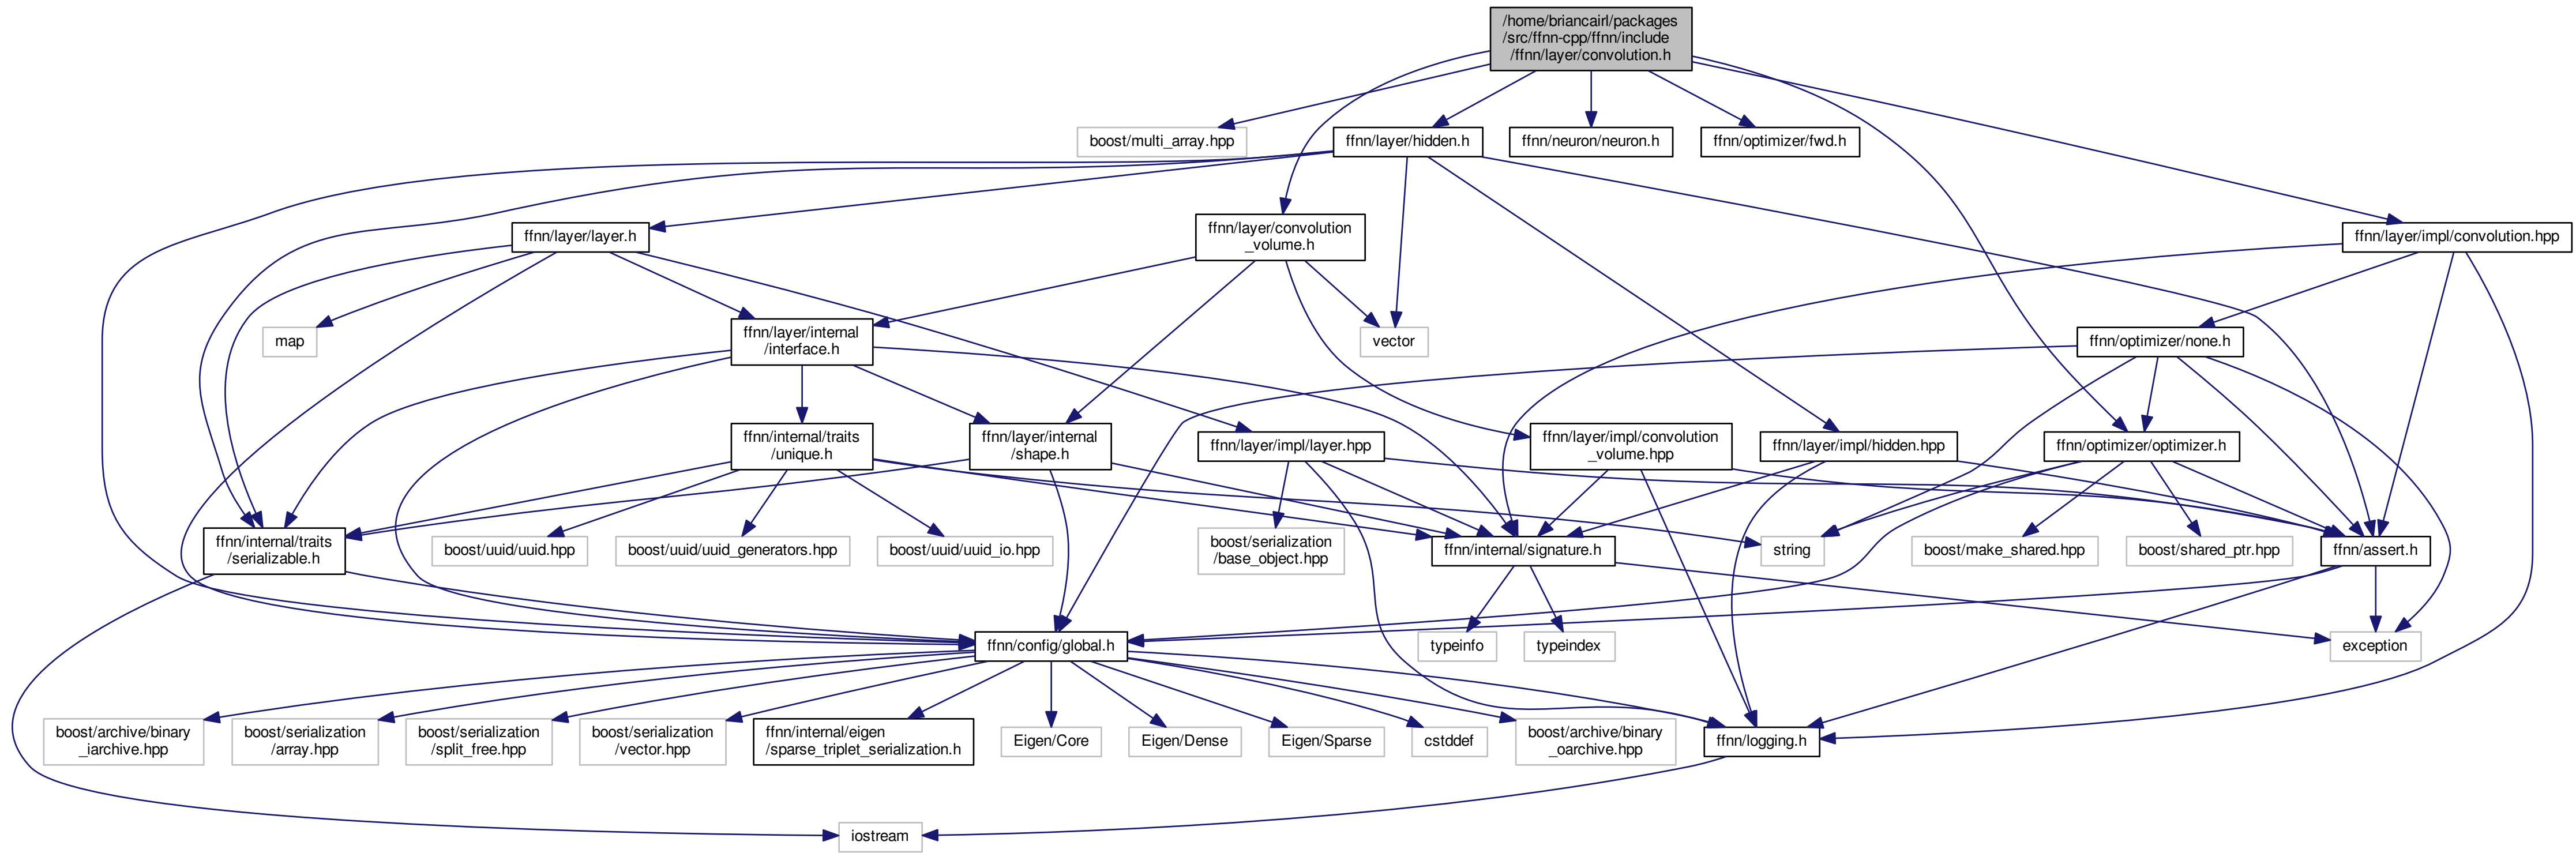 /home/briancairl/packages
/src/ffnn-cpp/ffnn/include
/ffnn/layer/convolution.h
boost/multi_array.hpp
ffnn/layer/hidden.h
ffnn/neuron/neuron.h
ffnn/optimizer/fwd.h
ffnn/layer/layer.h
ffnn/layer/convolution
_volume.h
ffnn/layer/impl/convolution.hpp
map
ffnn/layer/internal
/interface.h
vector
ffnn/optimizer/none.h
ffnn/internal/traits
/unique.h
ffnn/layer/internal
/shape.h
ffnn/layer/impl/layer.hpp
ffnn/layer/impl/convolution
_volume.hpp
ffnn/layer/impl/hidden.hpp
ffnn/optimizer/optimizer.h
ffnn/internal/traits
/serializable.h
boost/uuid/uuid.hpp
boost/uuid/uuid_generators.hpp
boost/uuid/uuid_io.hpp
boost/serialization
/base_object.hpp
ffnn/internal/signature.h
string
boost/make_shared.hpp
boost/shared_ptr.hpp
ffnn/assert.h
ffnn/config/global.h
typeinfo
typeindex
exception
boost/archive/binary
_iarchive.hpp
boost/serialization
/array.hpp
boost/serialization
/split_free.hpp
boost/serialization
/vector.hpp
ffnn/internal/eigen
/sparse_triplet_serialization.h
Eigen/Core
Eigen/Dense
Eigen/Sparse
cstddef
boost/archive/binary
_oarchive.hpp
ffnn/logging.h
iostream